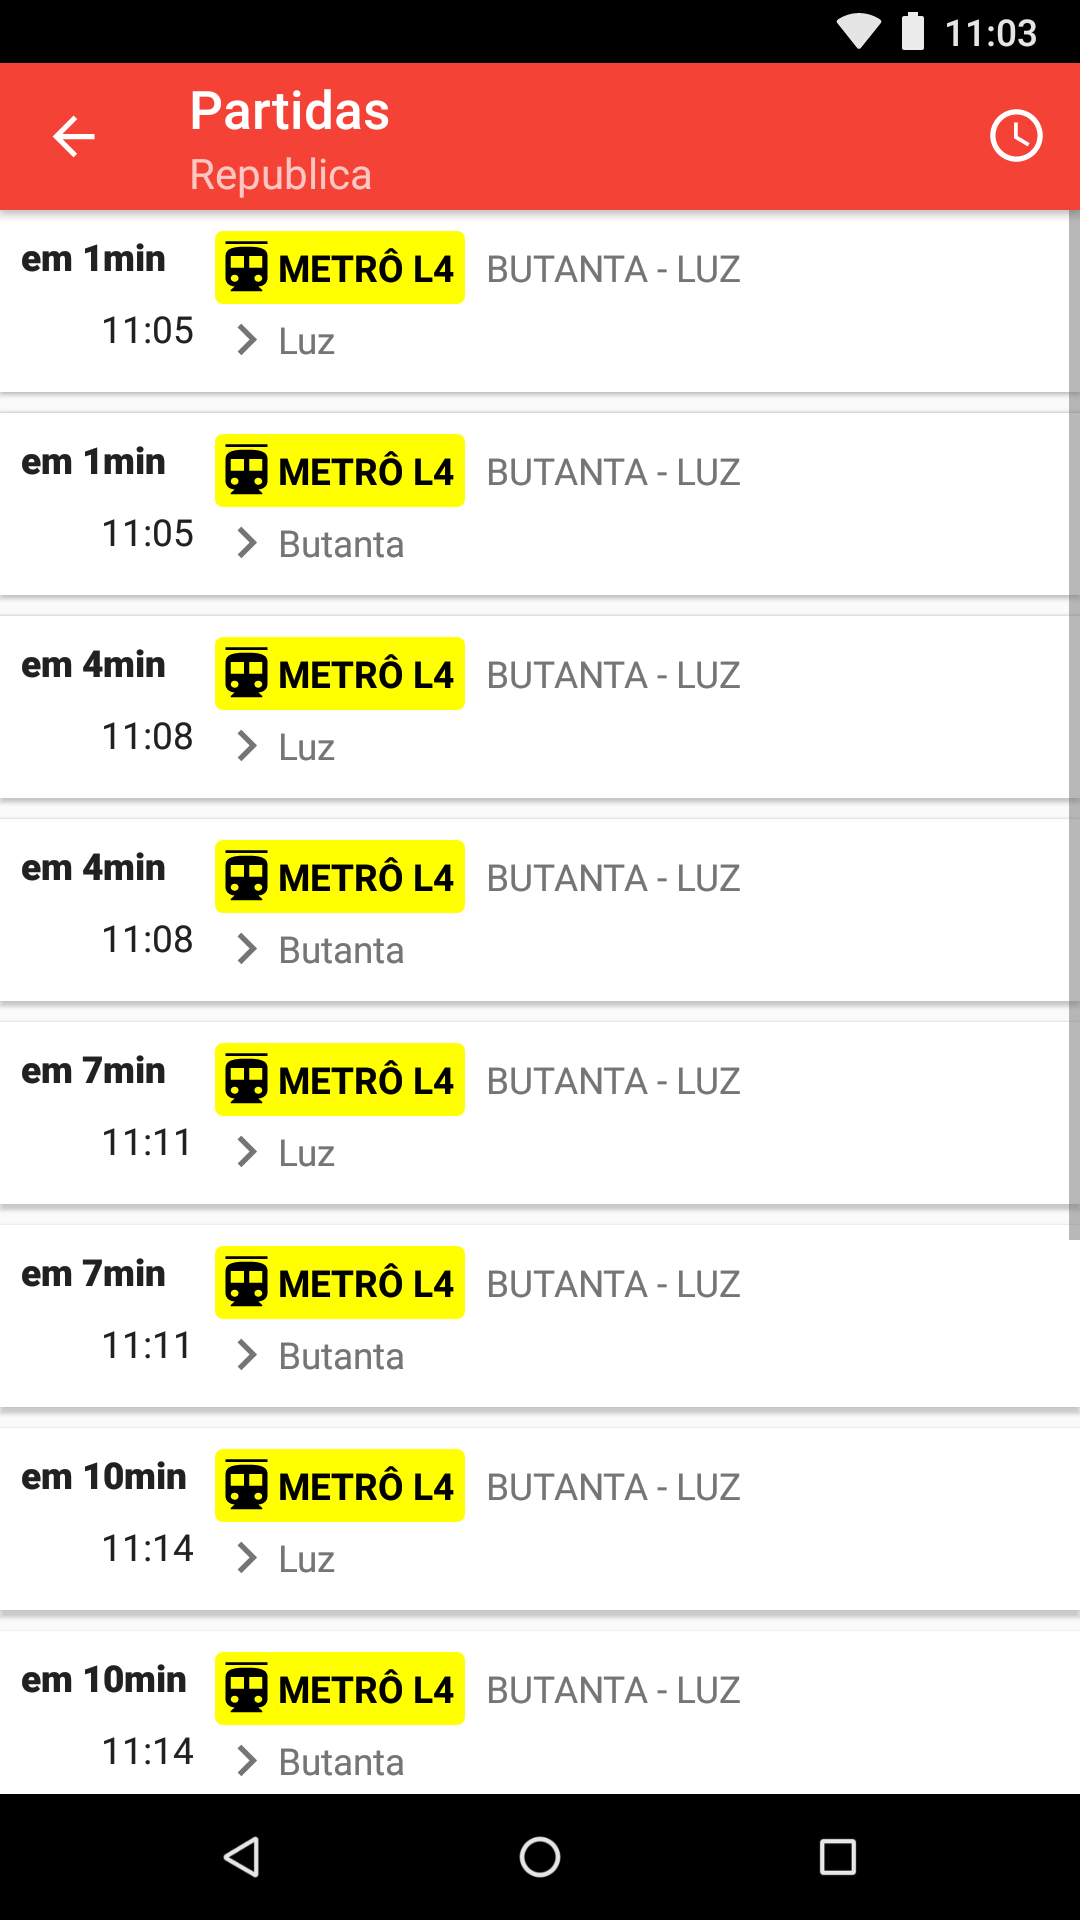 11:03
Partidas
Republica
em 1min METRÔ L4 BUTANTA - LUZ
11:05 Luz
em 1min METRÔ L4 BUTANTA - LUZ
11:05 Butanta
em 4min METRÔ L4 BUTANTA - LUZ
11:08 Luz
em 4min METRÔ L4 BUTANTA - LUZ
11:08 Butanta
em 7min METRÔ L4 BUTANTA - LUZ
11:11 Luz
em 7min METRÔ L4 BUTANTA - LUZ
11:11 Butanta
em 10min METRÔ L4 BUTANTA - LUZ
11:14 Luz
em 10min METRÔ L4 BUTANTA - LUZ
11:14 Butanta